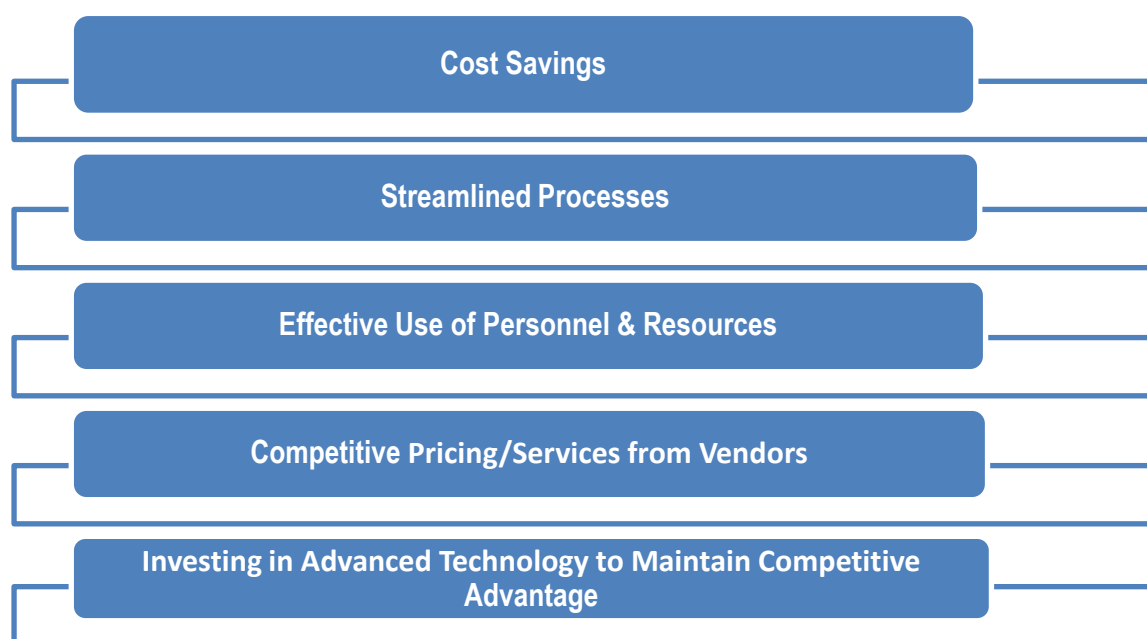 Cost Savings
Streamlined Processes
Effective Use of Personnel & Resources
Competitive Pricing/Services from Vendors
Investing in Advanced Technology to Maintain Competitive
Advantage